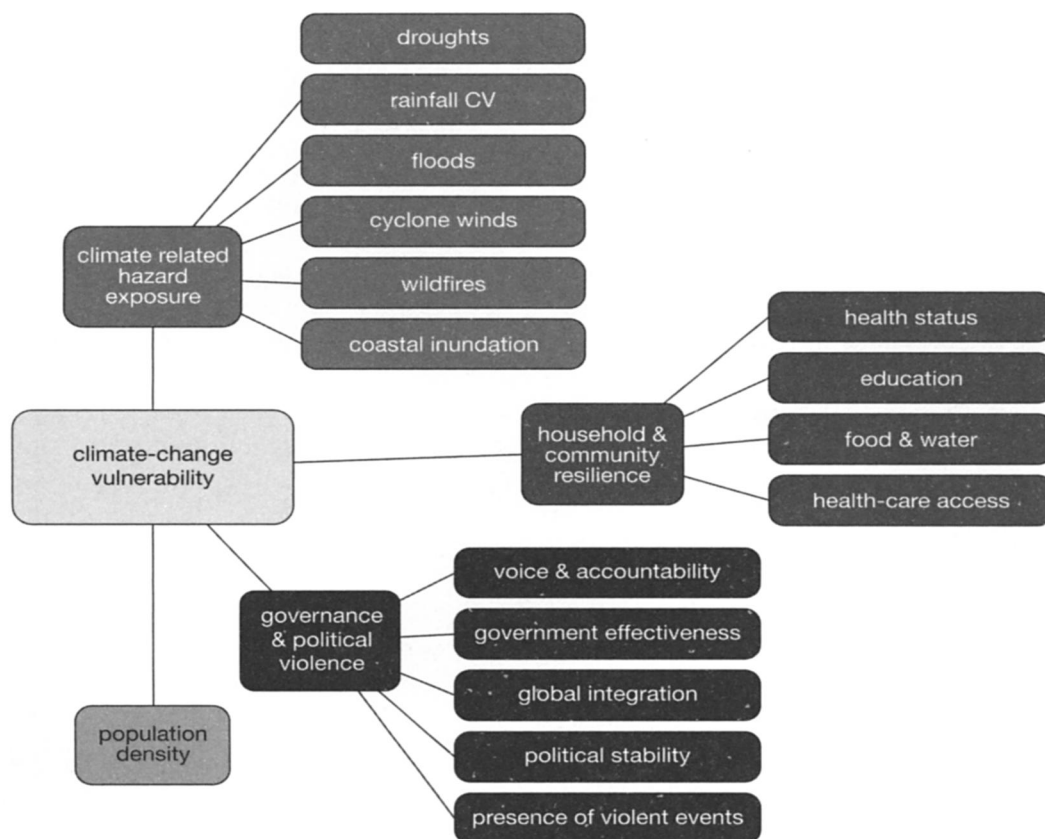 droughts
rainfall CV
floods
cyclone winds
wildfires
coastal inundation
climate related
hazard
exposure
climate-change
vulnerability
household &
community
resilience
health status
education
food & water
health-care access
governance
& political
violence
voice & accountability
government effectiveness
global integration
political stability
presence of violent events
population
density